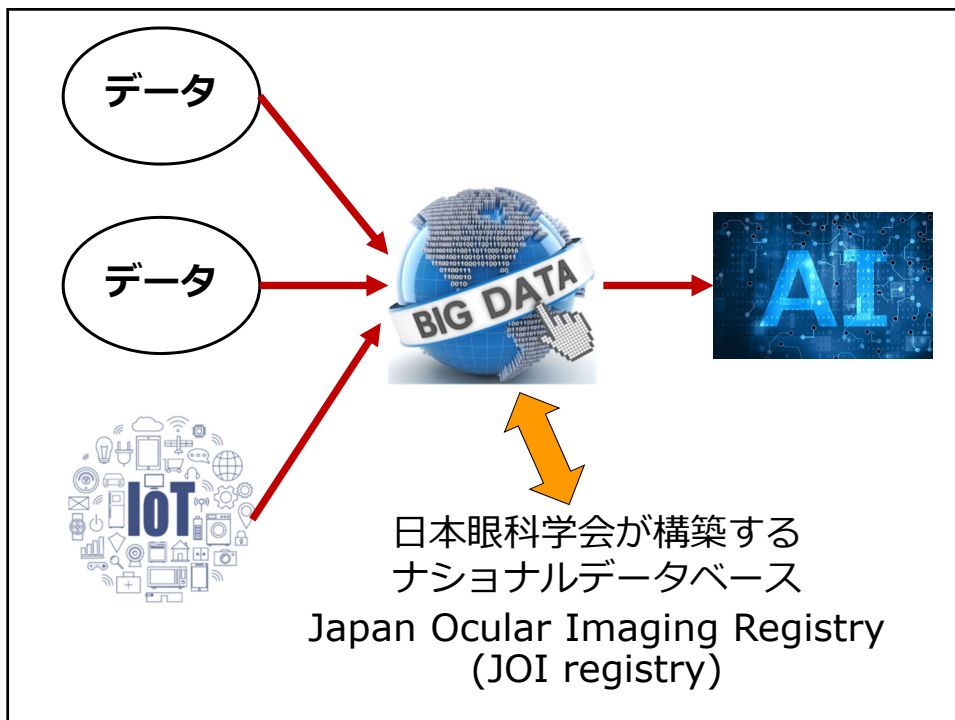 データ
データ
IoT
BIG DATA
AI
日本眼科学会が構築する
ナショナルデータベース
Japan Ocular Imaging Registry
(JOI registry)